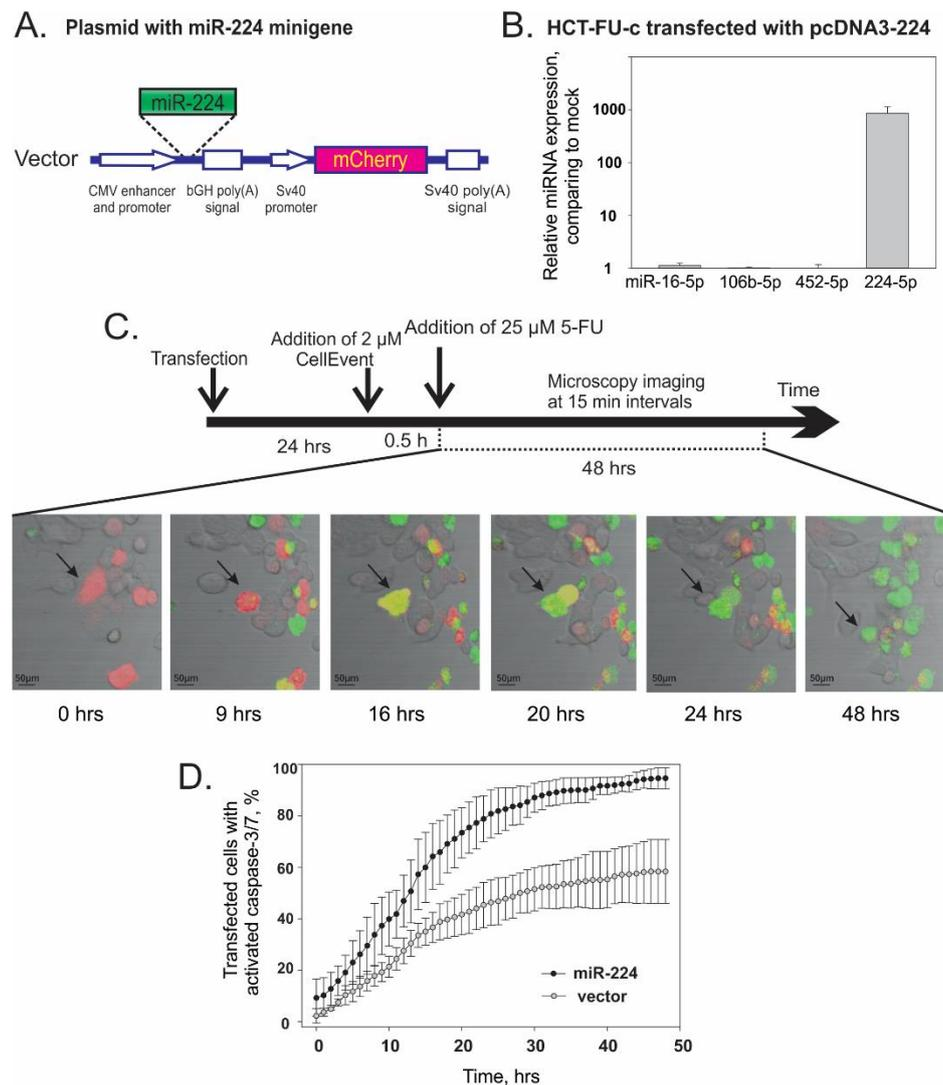 A. Plasmid with miR-224 minigene
miR-224
Vector
mCherry
CMV enhancer
and promoter
bGH poly(A)
signal
Sv40
promoter
Sv40 poly(A)
signal
B. HCT-FU-c transfected with pcDNA3-224
Relative miRNA expression,
comparing to mock
1000
100
10
1
miR-16-5p 106b-5p 452-5p 224-5p
C.
Transfection
Addition of 2 µM
CellEvent
Addition of 25 µM 5-FU
Microscopy imaging
at 15 min intervals
Time
24 hrs
0.5 h
48 hrs
50µm 50µm 50µm 50µm 50µm 50µm
0 hrs 9 hrs 16 hrs 20 hrs 24 hrs 48 hrs
D.
Transfected cells with
activated caspase-3/7, %
100
80
60
40
20
0
miR-224
vector
0 10 20 30 40 50
Time, hrs